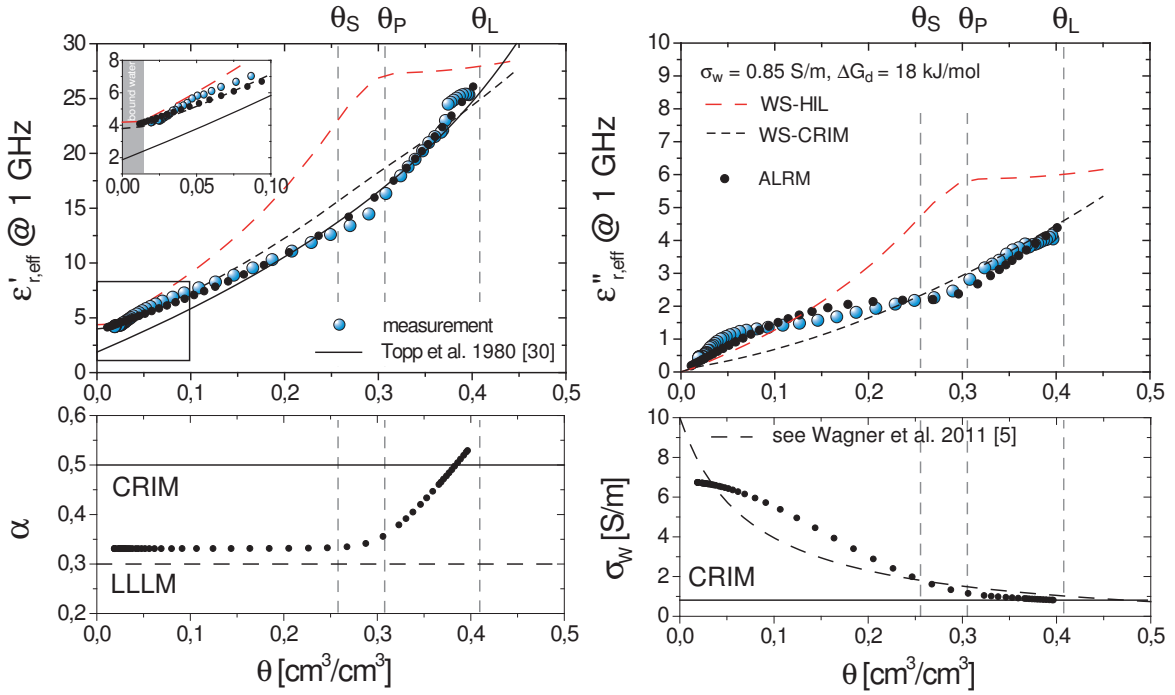 θS θP θL
30
25
20
15
10
5
0
ε'r,eff @ 1 GHz
8
6
4
2
bound water
0,00 0,05 0,10
measurement
Topp et al. 1980 [30]
0,0 0,1 0,2 0,3 0,4 0,5
0,6
0,5
0,4
0,3
0,2
α
CRIM
LLLM
0,0 0,1 0,2 0,3 0,4 0,5
θ [cm³/cm³]
θS θP θL
10
9
8
7
6
5
4
3
2
1
0
ε''r,eff @ 1 GHz
σw = 0.85 S/m, ΔGd = 18 kJ/mol
WS-HIL
WS-CRIM
ALRM
0,0 0,1 0,2 0,3 0,4 0,5
10
8
6
4
2
0
σW [S/m]
see Wagner et al. 2011 [5]
CRIM
0,0 0,1 0,2 0,3 0,4 0,5
θ [cm³/cm³]